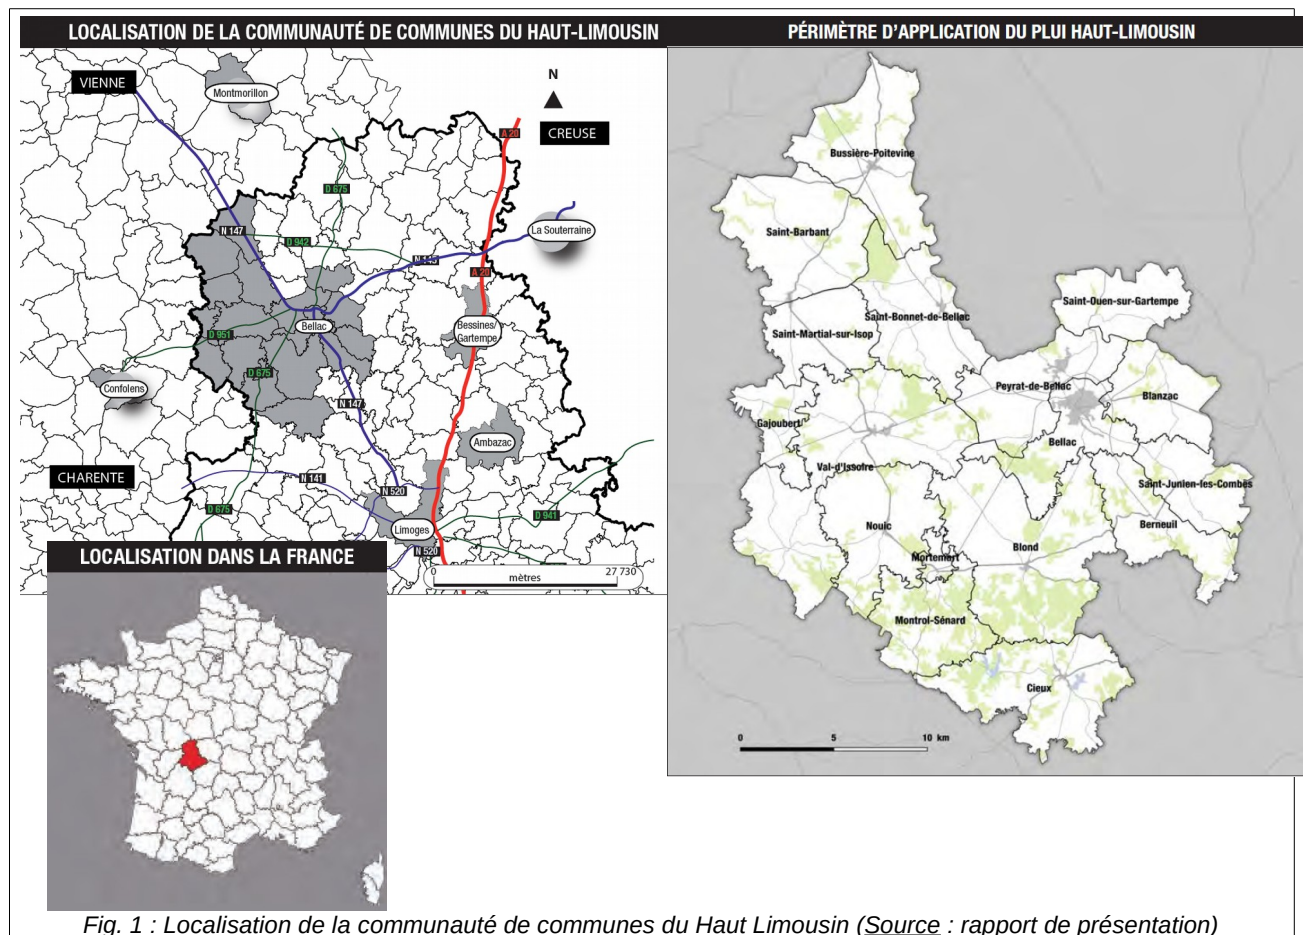 LOCALISATION DE LA COMMUNAUTÉ DE COMMUNES DU HAUT-LIMOUSIN
VIENNE
Montmorillon
N
CREUSE
A 20
D 675
La Souterraine
N 147
D 942
N 145
A 20
Bellac
Bessines/
Gartempe
D 951
D 675
Confolens
N 147
Ambazac
CHARENTE
N 141
N 520
D 675
D 941
Limoges
N 520
0
mètres
27 730
PÉRIMÈTRE D'APPLICATION DU PLUI HAUT-LIMOUSIN
Bussière-Poitevine
Saint-Barbant
Saint-Ouen-sur-Gartempe
Saint-Bonnet-de-Bellac
Saint-Martial-sur-Isop
Peyrat-de-Bellac
Blanzac
Gajoubert
Bellac
Val-d'Issoire
Saint-Junien-les-Combes
Nouic
Berneuil
Mortemart
Blond
Montrol-Sénard
Cieux
0
5
10 km
LOCALISATION DANS LA FRANCE
Fig. 1 : Localisation de la communauté de communes du Haut Limousin (Source : rapport de présentation)